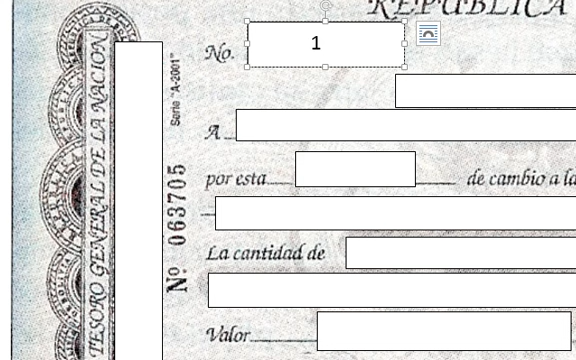 REPUBLICA
No. 1
A
por esta de cambio a la
La cantidad de
Valor
Serie "A-2001"
Nº 063705
TESORO GENERAL DE LA NACION